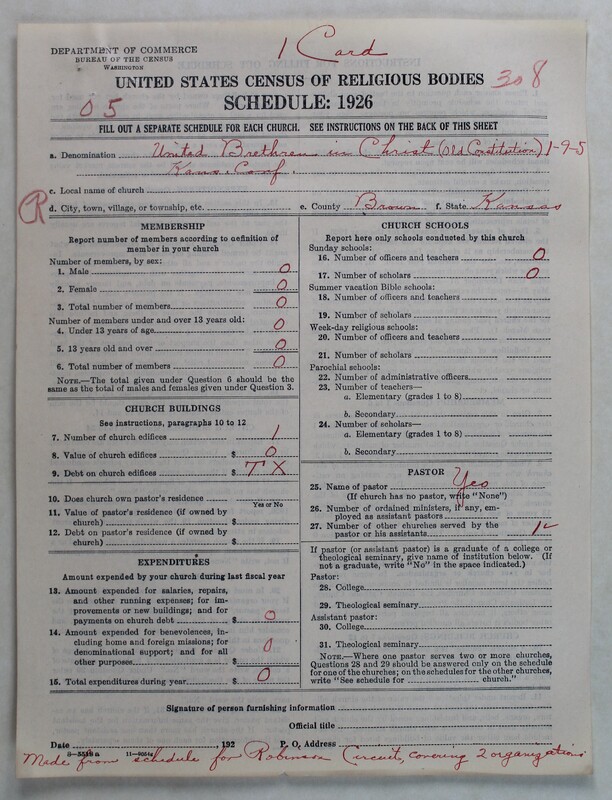 1 Card
DEPARTMENT OF COMMERCE
BUREAU OF THE CENSUS
WASHINGTON
UNITED STATES CENSUS OF RELIGIOUS BODIES 308
05 SCHEDULE: 1926
FILL OUT A SEPARATE SCHEDULE FOR EACH CHURCH. SEE INSTRUCTIONS ON THE BACK OF THIS SHEET
a. Denomination United Brethren in Christ (Old Constitution) 1-9-5
Kans. Conf.
c. Local name of church
R d. City, town, village, or township, etc. e. County Brown f. State Kansas
MEMBERSHIP
Report number of members according to definition of
member in your church
Number of members, by sex:
1. Male 0
2. Female 0
3. Total number of members 0
Number of members under and over 13 years old:
4. Under 13 years of age 0
5. 13 years old and over 0
6. Total number of members 0
NOTE.—The total given under Question 6 should be the
same as the total of males and females given under Question 3.
CHURCH BUILDINGS
See instructions, paragraphs 10 to 12
7. Number of church edifices 1
8. Value of church edifices $ 0
9. Debt on church edifices $ TX
10. Does church own pastor's residence
Yes or No
11. Value of pastor's residence (if owned by
church) $
12. Debt on pastor's residence (if owned by
church) $
EXPENDITURES
Amount expended by your church during last fiscal year
13. Amount expended for salaries, repairs,
and other running expenses; for im-
provements or new buildings; and for
payments on church debt $ 0
14. Amount expended for benevolences, in-
cluding home and foreign missions; for
denominational support; and for all
other purposes $ 0
15. Total expenditures during year $ 0
CHURCH SCHOOLS
Report here only schools conducted by this church
Sunday schools:
16. Number of officers and teachers 0
17. Number of scholars 0
Summer vacation Bible schools:
18. Number of officers and teachers
19. Number of scholars
Week-day religious schools:
20. Number of officers and teachers
21. Number of scholars
Parochial schools:
22. Number of administrative officers
23. Number of teachers—
a. Elementary (grades 1 to 8)
b. Secondary
24. Number of scholars—
a. Elementary (grades 1 to 8)
b. Secondary
PASTOR
25. Name of pastor Yes
(If church has no pastor, write "None")
26. Number of ordained ministers, if any, em-
ployed as assistant pastors
27. Number of other churches served by the
pastor or his assistants
If pastor (or assistant pastor) is a graduate of a college or
theological seminary, give name of institution below. (If
not a graduate, write "No" in the space indicated.)
Pastor:
28. College
29. Theological seminary
Assistant pastor:
30. College
31. Theological seminary
NOTE.—Where one pastor serves two or more churches,
Questions 28 and 29 should be answered only on the schedule
for one of the churches; on the schedules for the other churches,
write "See schedule for church."
Signature of person furnishing information
Official title
Date , 192 P. O. Address
Made from schedule for Robinson Circuit, covering 2 organizations